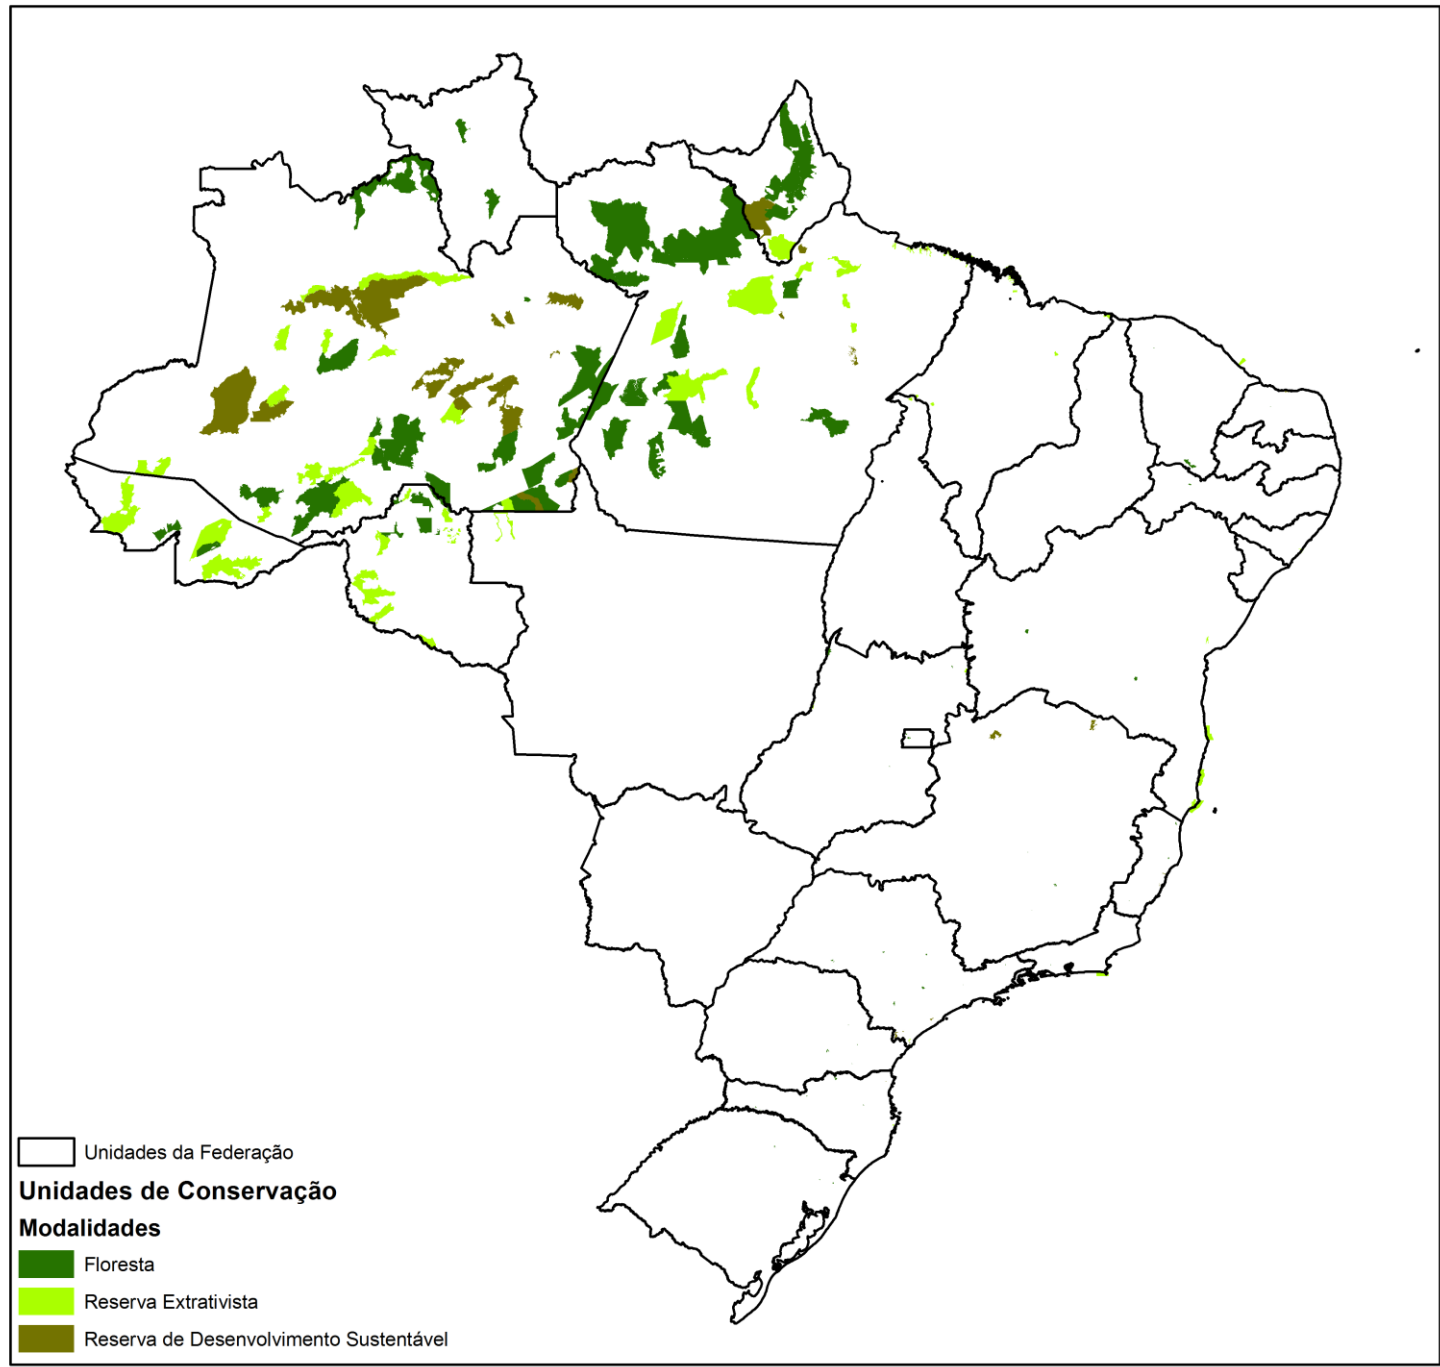 Unidades da Federação
Unidades de Conservação
Modalidades
Floresta
Reserva Extrativista
Reserva de Desenvolvimento Sustentável